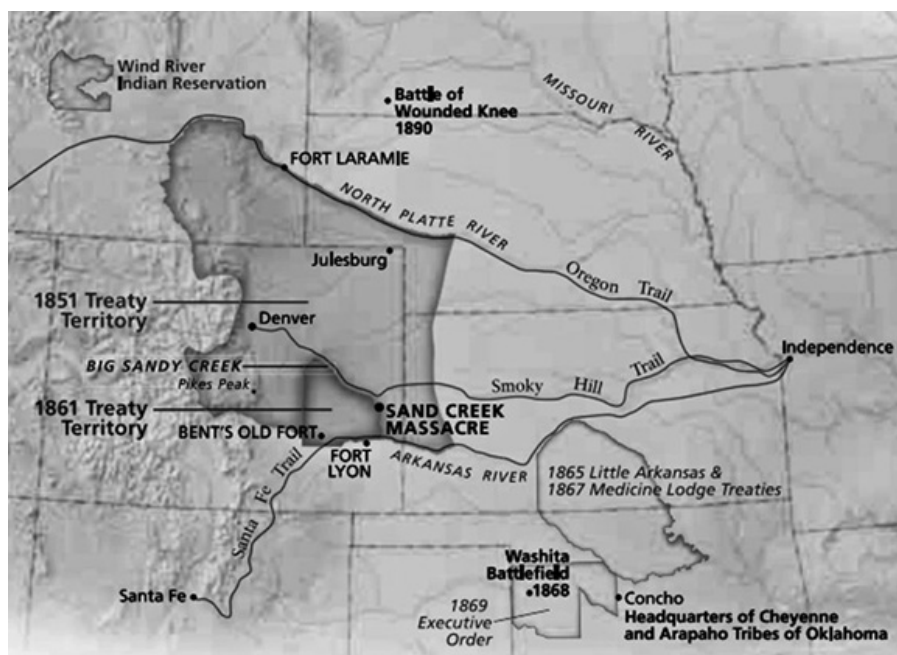 Wind River
Indian Reservation
Battle of
Wounded Knee
1890
MISSOURI RIVER
FORT LARAMIE
NORTH PLATTE RIVER
Julesburg
Oregon Trail
1851 Treaty
Territory
Denver
Independence
BIG SANDY CREEK
Pikes Peak
Smoky Hill Trail
1861 Treaty
Territory
SAND CREEK
MASSACRE
BENT'S OLD FORT
FORT
LYON
ARKANSAS RIVER
Santa Fe Trail
1865 Little Arkansas &
1867 Medicine Lodge Treaties
Washita
Battlefield
1868
Santa Fe
1869
Executive
Order
Concho
Headquarters of Cheyenne
and Arapaho Tribes of Oklahoma